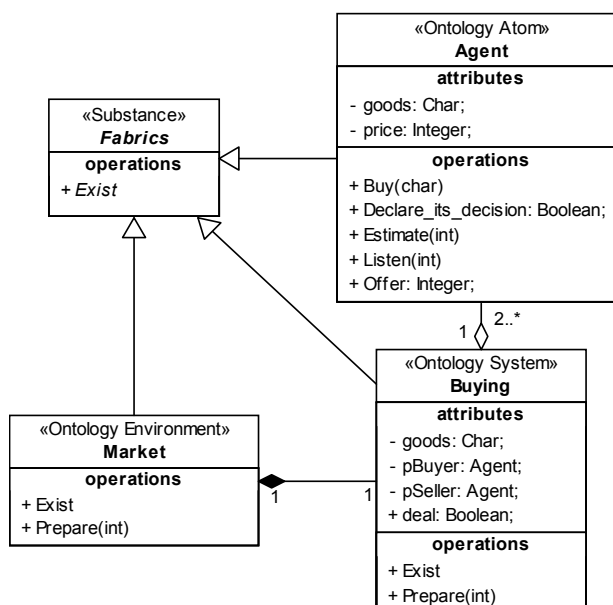 «Ontology Atom»
Agent
attributes
- goods: Char;
- price: Integer;
operations
+ Buy(char)
+ Declare_its_decision: Boolean;
+ Estimate(int)
+ Listen(int)
+ Offer: Integer;
«Substance»
Fabrics
operations
+ Exist
1
2..*
«Ontology System»
Buying
attributes
- goods: Char;
- pBuyer: Agent;
- pSeller: Agent;
+ deal: Boolean;
operations
+ Exist
+ Prepare(int)
«Ontology Environment»
Market
operations
+ Exist
+ Prepare(int)
1
1